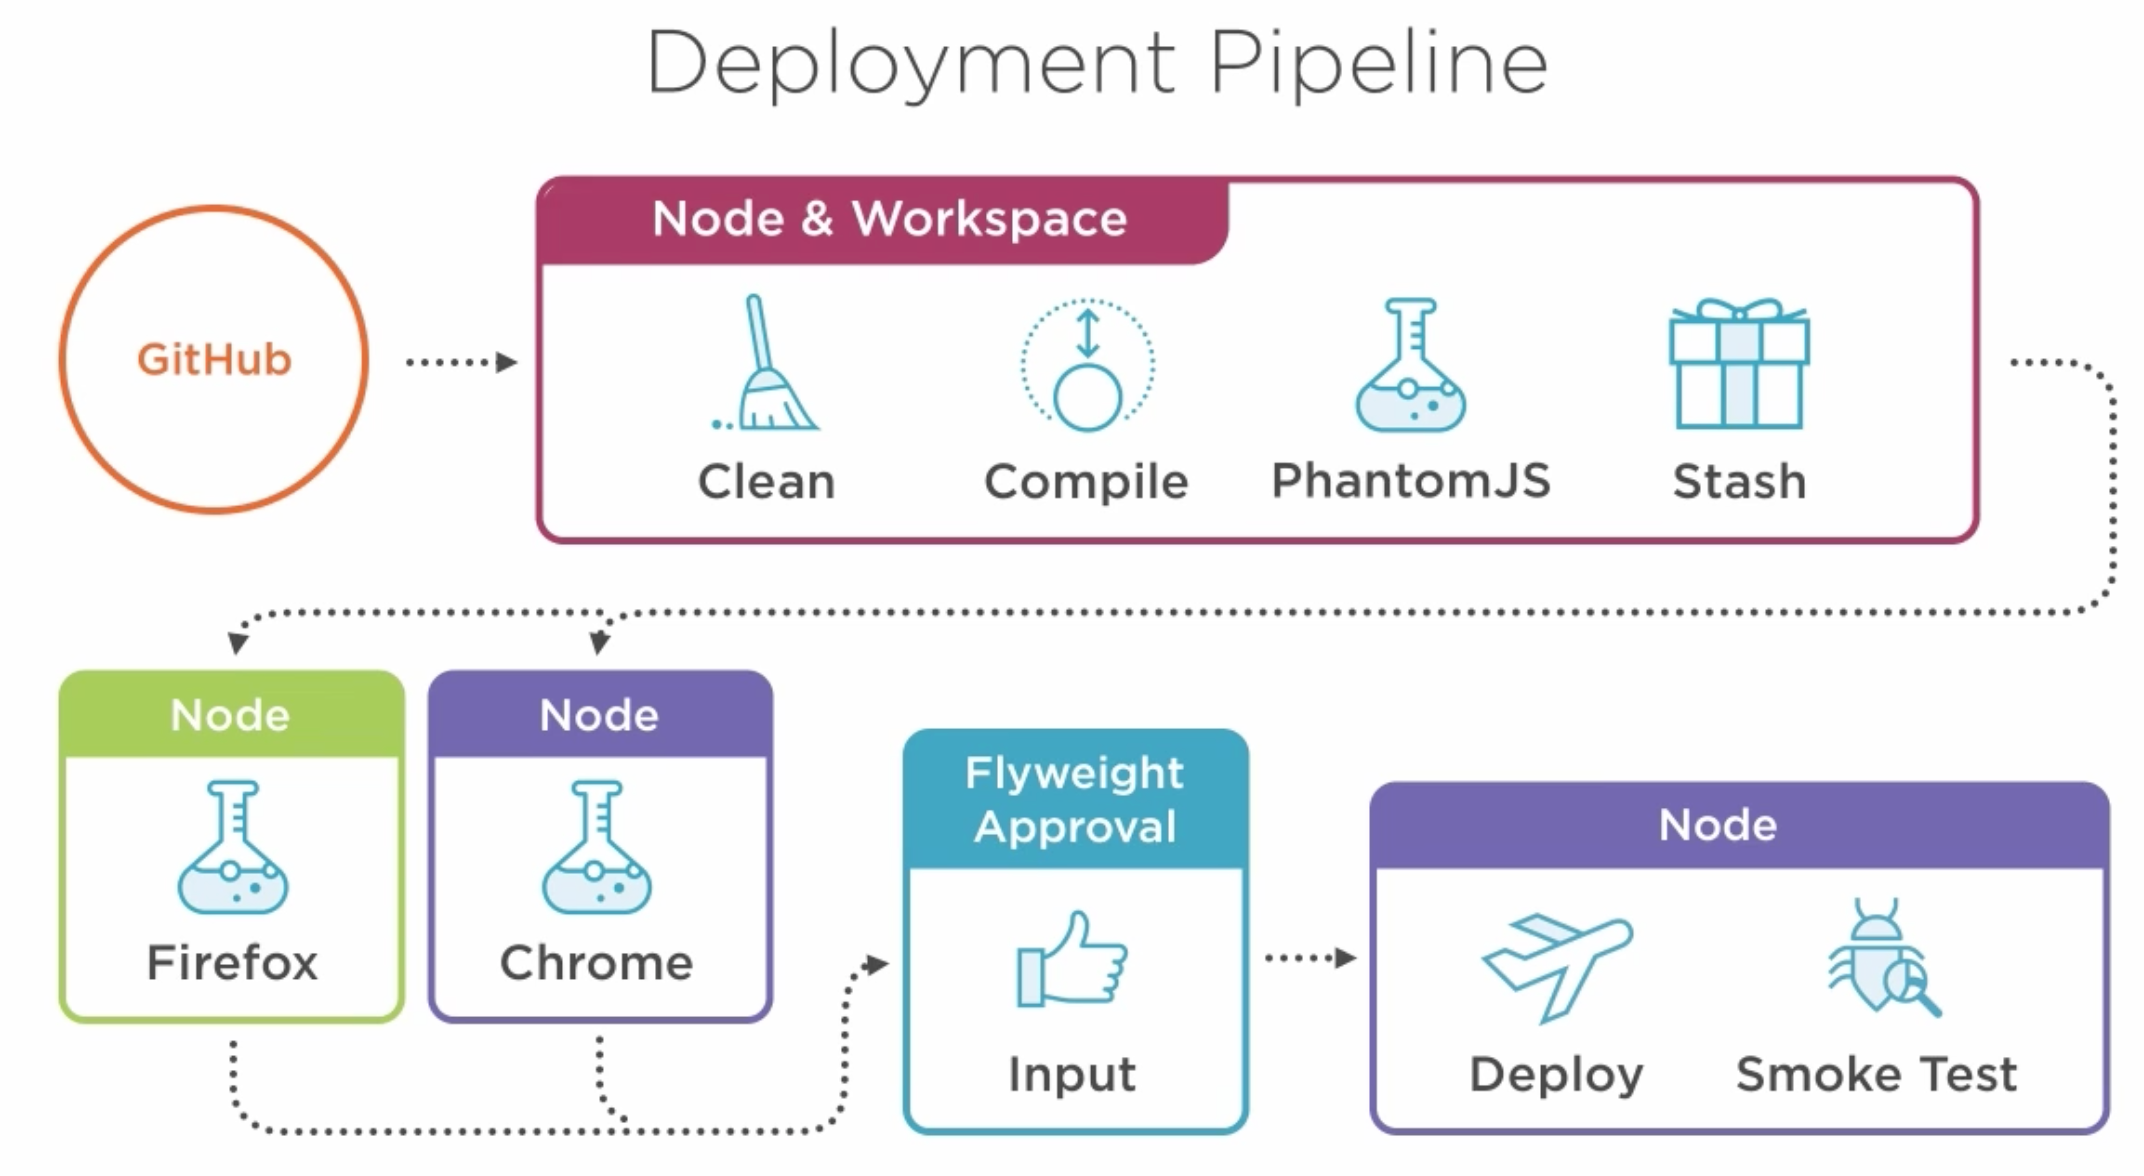 Deployment Pipeline
GitHub
Node & Workspace
Clean
Compile
PhantomJS
Stash
Node
Firefox
Node
Chrome
Flyweight
Approval
Input
Node
Deploy
Smoke Test